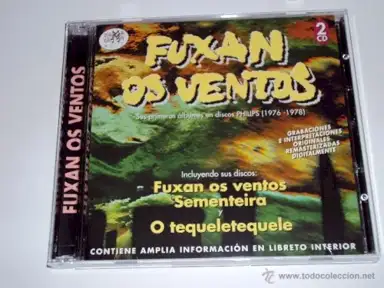 FUXAN OS VENTOS
FUXAN
OS VENTOS
2
CD
Sus primeros álbumes en discos PHILIPS (1976-1978)
GRABACIONES
E INTERPRETACIONES
ORIGINALES
REMASTERIZADAS
DIGITALMENTE
Incluyendo sus discos:
Fuxan os ventos
Sementeira
y
O tequeletequele
CONTIENE AMPLIA INFORMACIÓN EN LIBRETO INTERIOR
todocoleccion.net